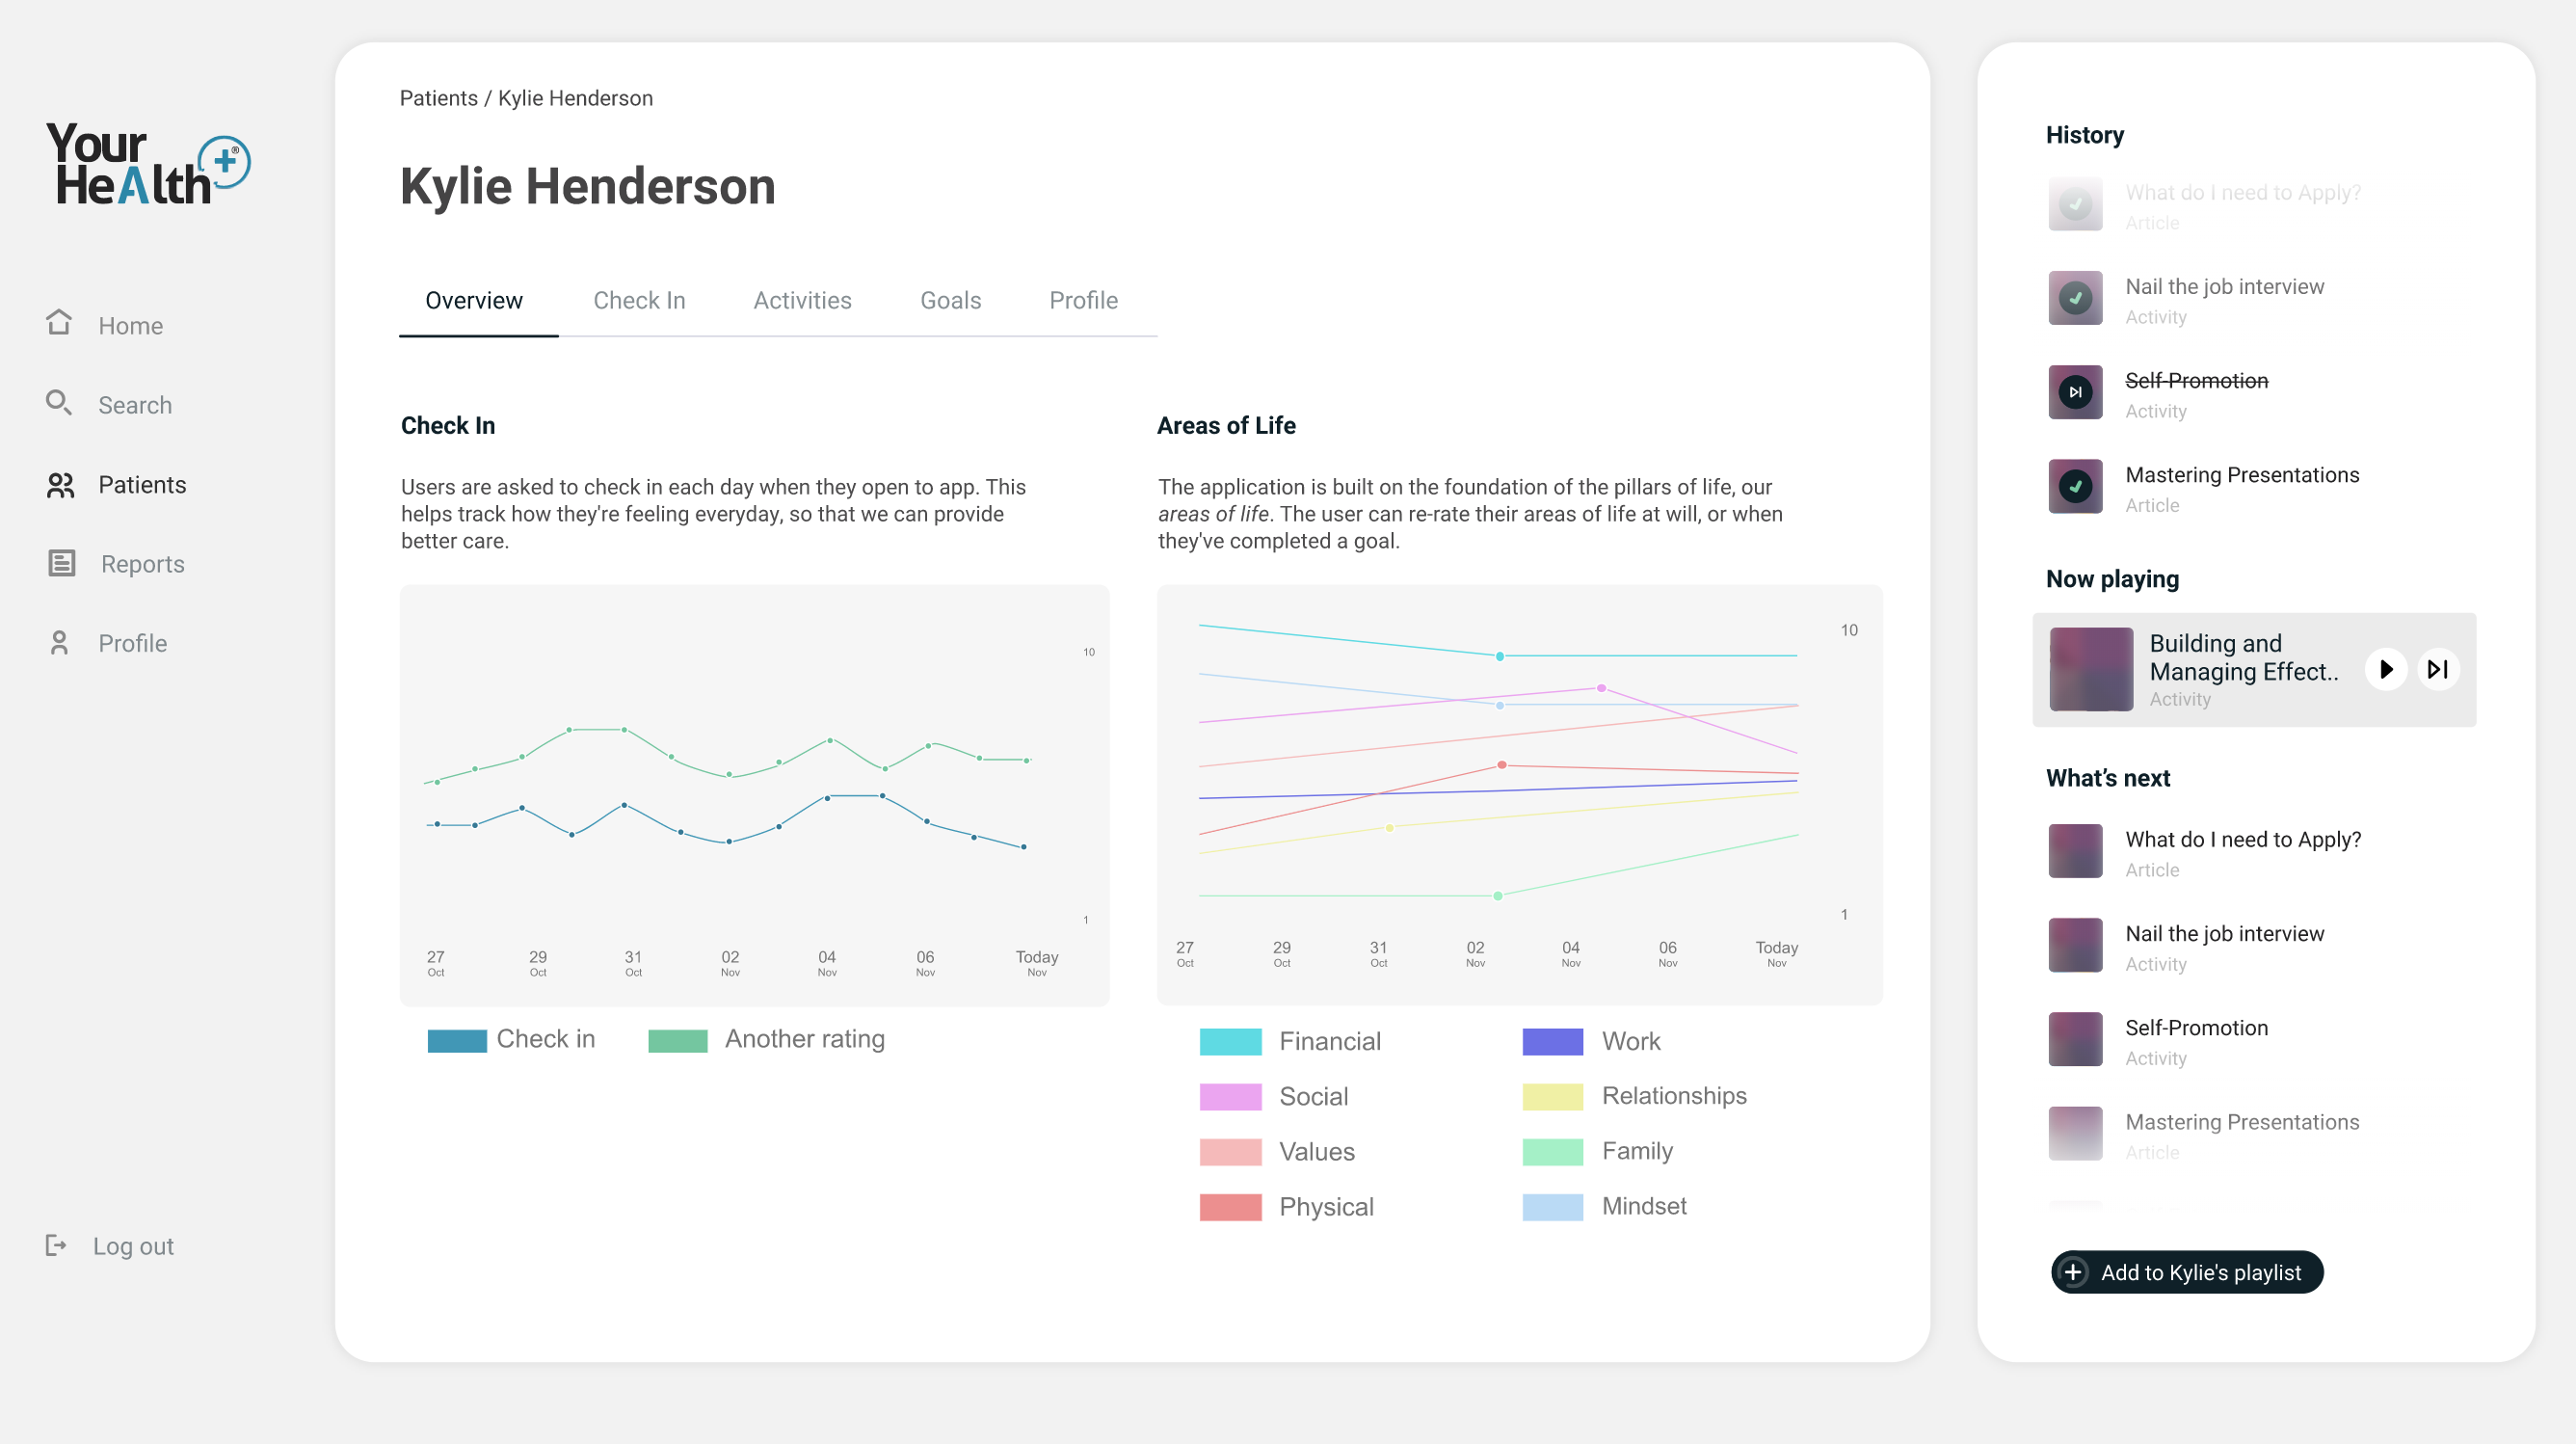 Your
HeAlth
®
Home
Search
Patients
Reports
Profile
Log out
Patients / Kylie Henderson
Kylie Henderson
Overview
Check In
Activities
Goals
Profile
Check In
Users are asked to check in each day when they open to app. This
helps track how they're feeling everyday, so that we can provide
better care.
10
1
27
Oct
29
Oct
31
Oct
02
Nov
04
Nov
06
Nov
Today
Nov
Check in
Another rating
Areas of Life
The application is built on the foundation of the pillars of life, our
areas of life. The user can re-rate their areas of life at will, or when
they've completed a goal.
10
1
27
Oct
29
Oct
31
Oct
02
Nov
04
Nov
06
Nov
Today
Nov
Financial
Work
Social
Relationships
Values
Family
Physical
Mindset
History
What do I need to Apply?
Article
Nail the job interview
Activity
Self-Promotion
Activity
Mastering Presentations
Article
Now playing
Building and
Managing Effect..
Activity
What's next
What do I need to Apply?
Article
Nail the job interview
Activity
Self-Promotion
Activity
Mastering Presentations
Article
Add to Kylie's playlist